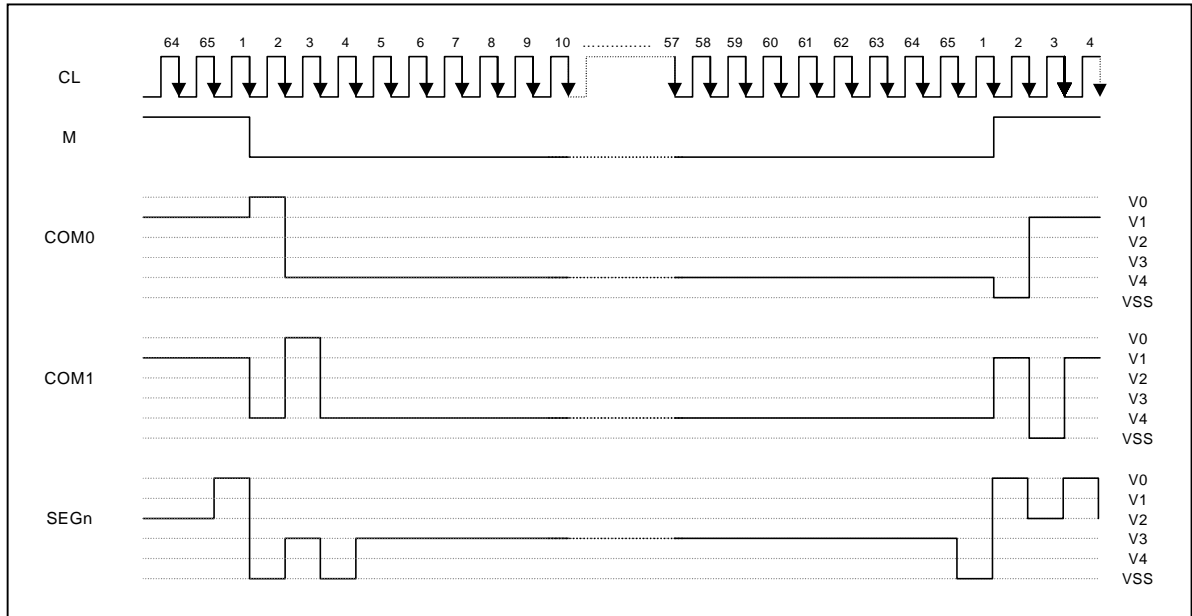 64 65 1 2 3 4 5 6 7 8 9 10 ................ 57 58 59 60 61 62 63 64 65 1 2 3 4
CL
M
V0
V1
COM0
V2
V3
V4
VSS
V0
V1
COM1
V2
V3
V4
VSS
V0
V1
SEGn
V2
V3
V4
VSS